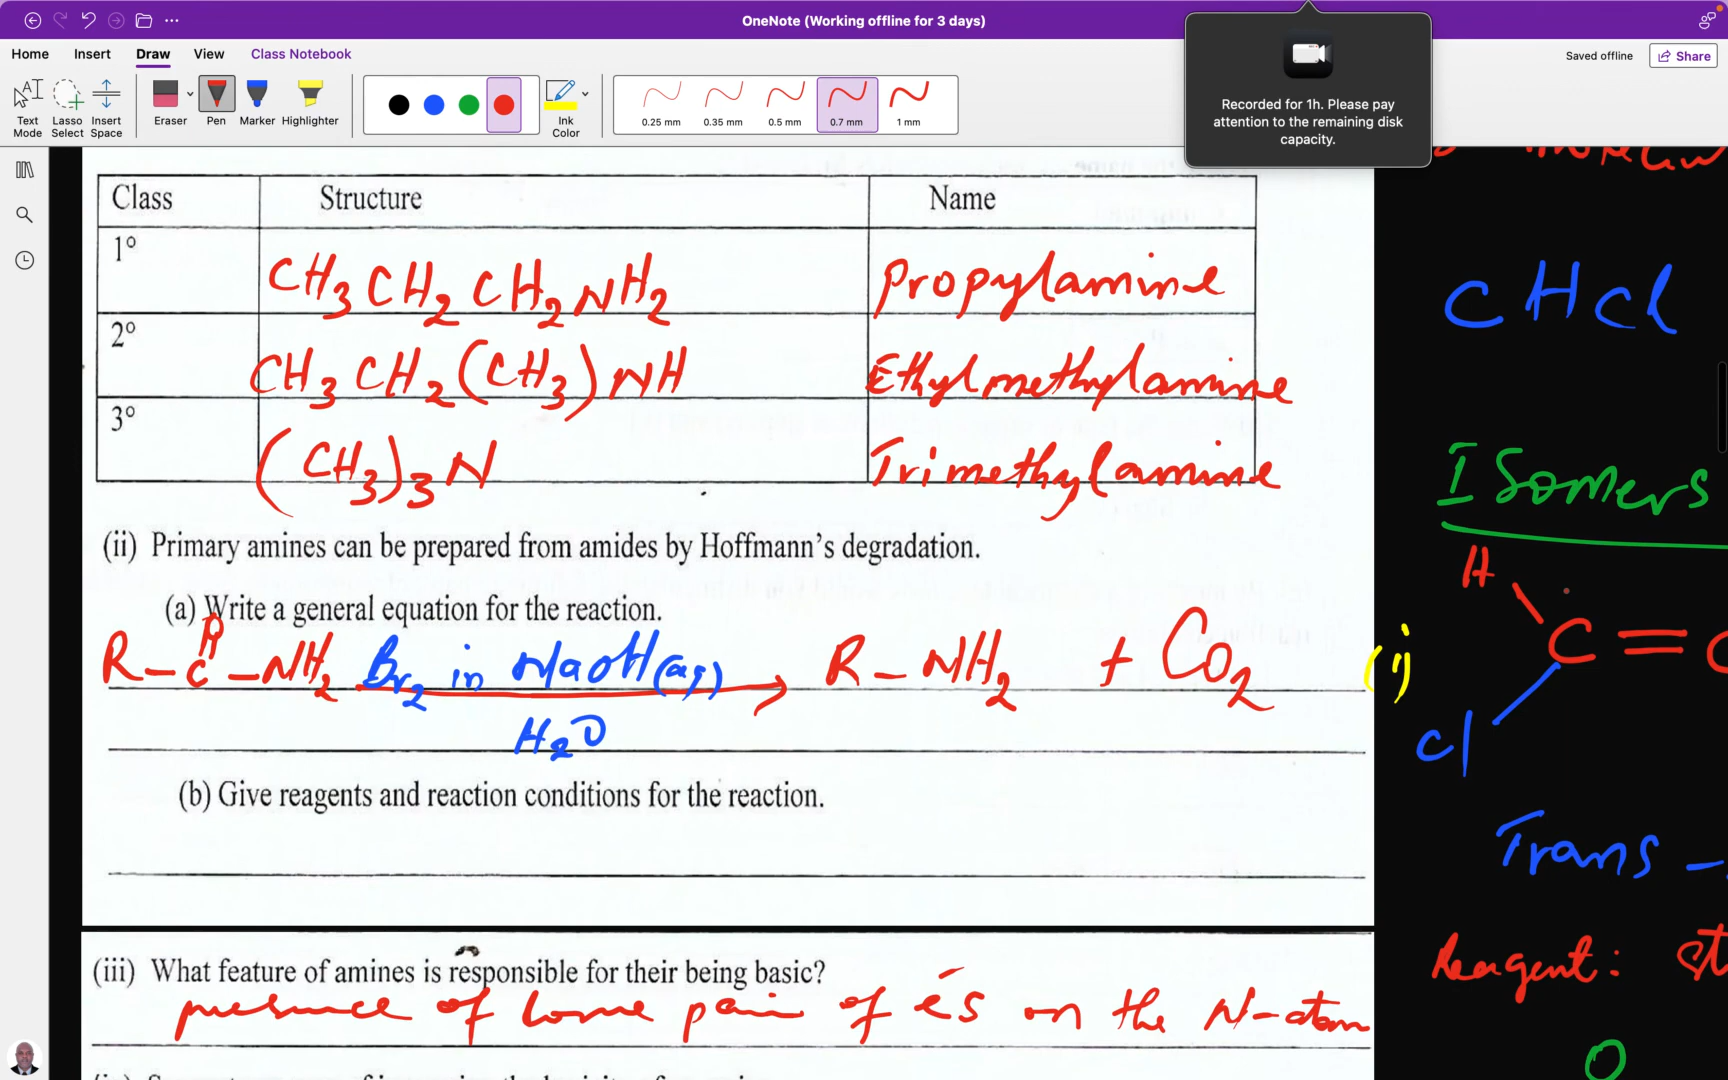 OneNote (Working offline for 3 days)
Home Insert Draw View Class Notebook
Saved offline
Share
Text Mode
Lasso Select
Insert Space
Eraser
Pen
Marker
Highlighter
Ink Color
0.25 mm 0.35 mm 0.5 mm 0.7 mm 1 mm
Recorded for 1h. Please pay
attention to the remaining disk
capacity.
Class Structure Name
1° CH3CH2CH2NH2 Propylamine
2° CH3CH2(CH3)NH Ethylmethylamine
3° (CH3)3N Trimethylamine
(ii) Primary amines can be prepared from amides by Hoffmann's degradation.
(a) Write a general equation for the reaction.
R-C-NH2 Br2 in NaOH(aq) R-NH2 + CO2
H2O
(b) Give reagents and reaction conditions for the reaction.
(iii) What feature of amines is responsible for their being basic?
presence of lone pair of es on the N-atom
CHCl
Isomers
(i)
H
C=C
Cl
Trans -
Reagent: st
O